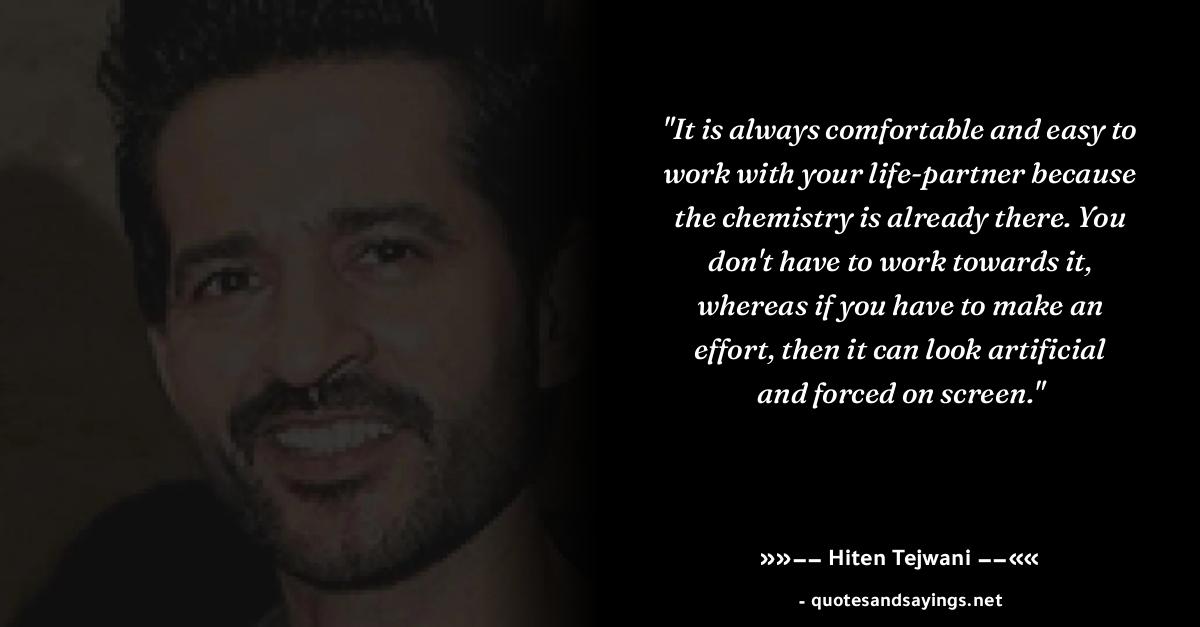 "It is always comfortable and easy to
work with your life-partner because
the chemistry is already there. You
don't have to work towards it,
whereas if you have to make an
effort, then it can look artificial
and forced on screen."
»»–– Hiten Tejwani ––««
- quotesandsayings.net